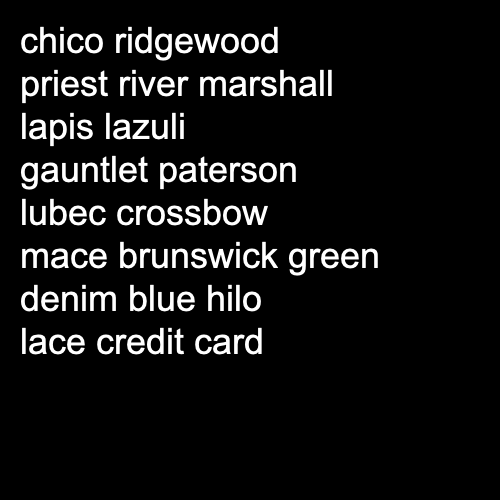 chico ridgewood
priest river marshall
lapis lazuli
gauntlet paterson
lubec crossbow
mace brunswick green
denim blue hilo
lace credit card